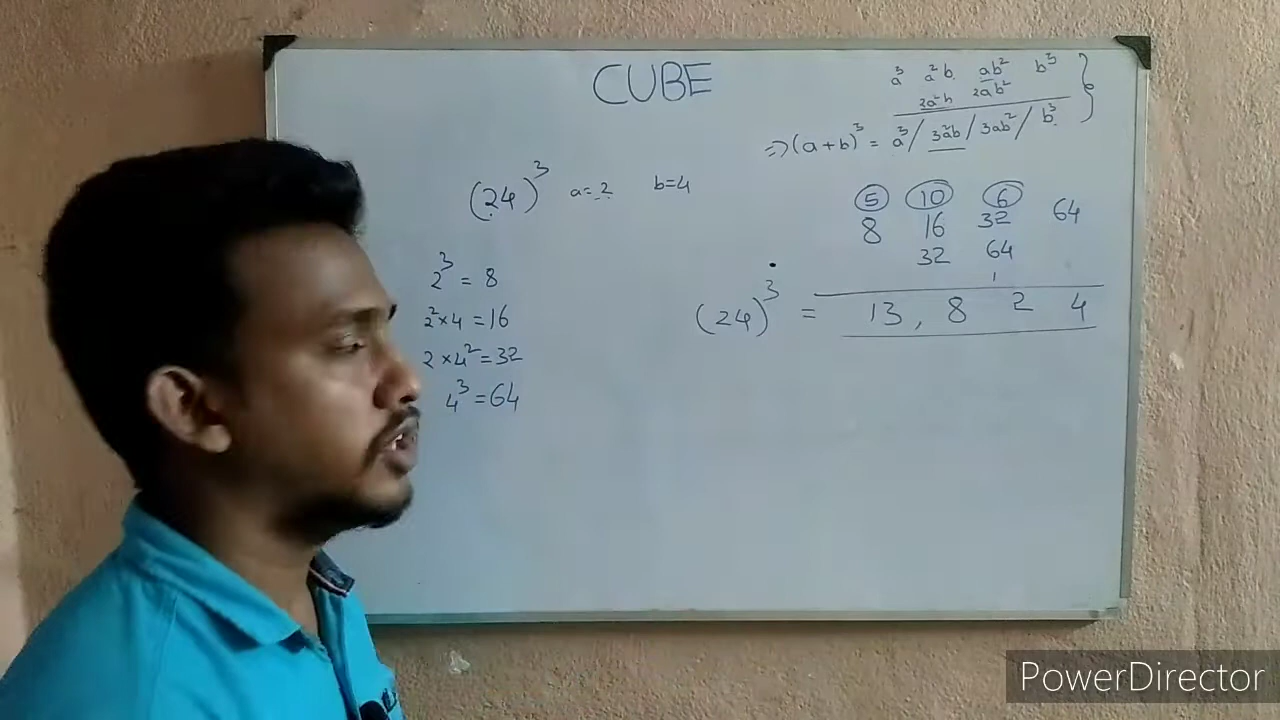 CUBE
a³ a²b ab² b³ }
2a²b 2ab²
=> (a+b)³ = a³/ 3a²b / 3ab² / b³
(24)³ a=2 b=4
5 10 6
8 16 32 64
32 64
1
(24)³ = 13,8 2 4
2³ = 8
2²×4 =16
2×4²=32
4³=64
PowerDirector